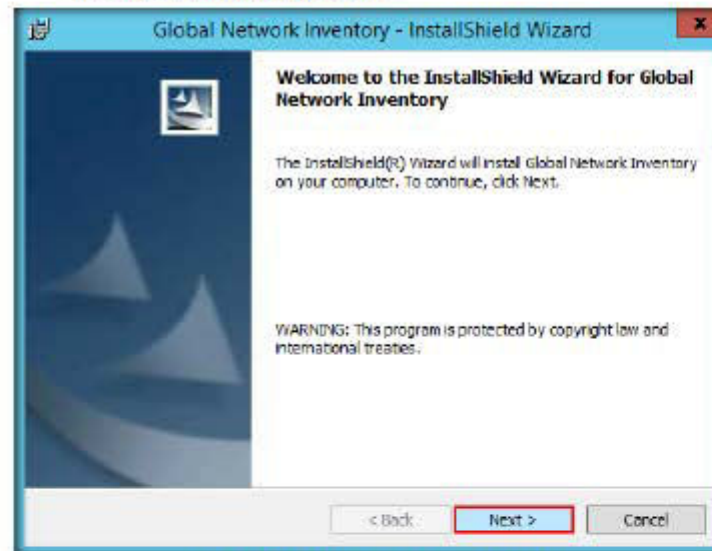 Global Network Inventory - InstallShield Wizard
Welcome to the InstallShield Wizard for Global
Network Inventory
The InstallShield(R) Wizard will install Global Network Inventory
on your computer. To continue, click Next.
WARNING: This program is protected by copyright law and
international treaties.
< Back
Next >
Cancel